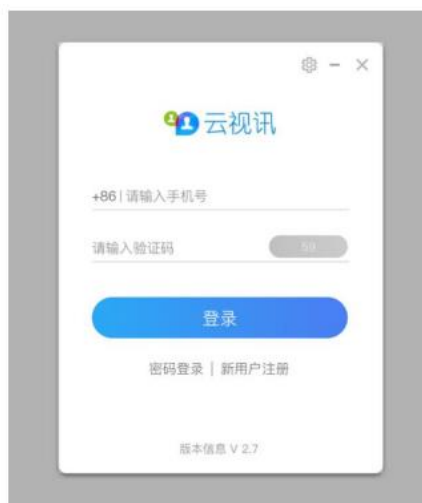 云视讯
+86 | 请输入手机号
请输入验证码 59
登录
密码登录 | 新用户注册
版本信息 V 2.7